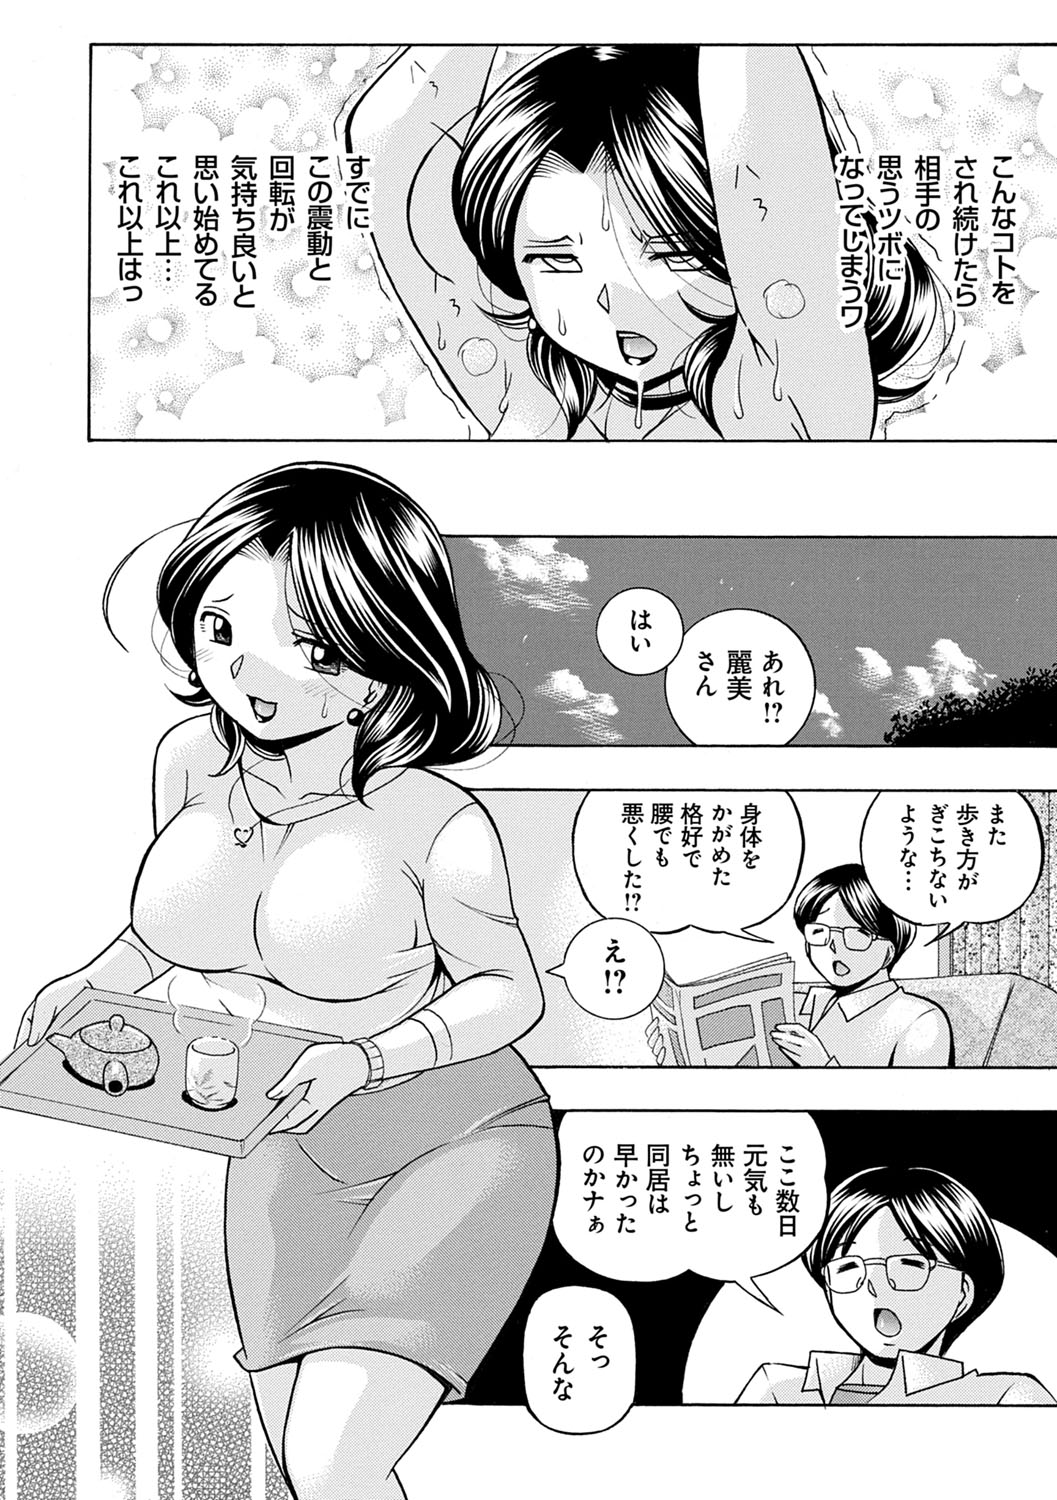 こんなコトを
され続けたら
相手の
思うツボに
なってしまうワ
すでに
この震動と
回転が
気持ち良いと
思い始めてる
これ以上…
これ以上はっ
あれ!?
麗美
さん
はい
また
歩き方が
ぎこちない
ような…
身体を
かがめた
格好で
腰でも
悪くした!?
え!?
ここ数日
元気も
無いし
ちょっと
同居は
早かった
のかナぁ
そっ
そんな